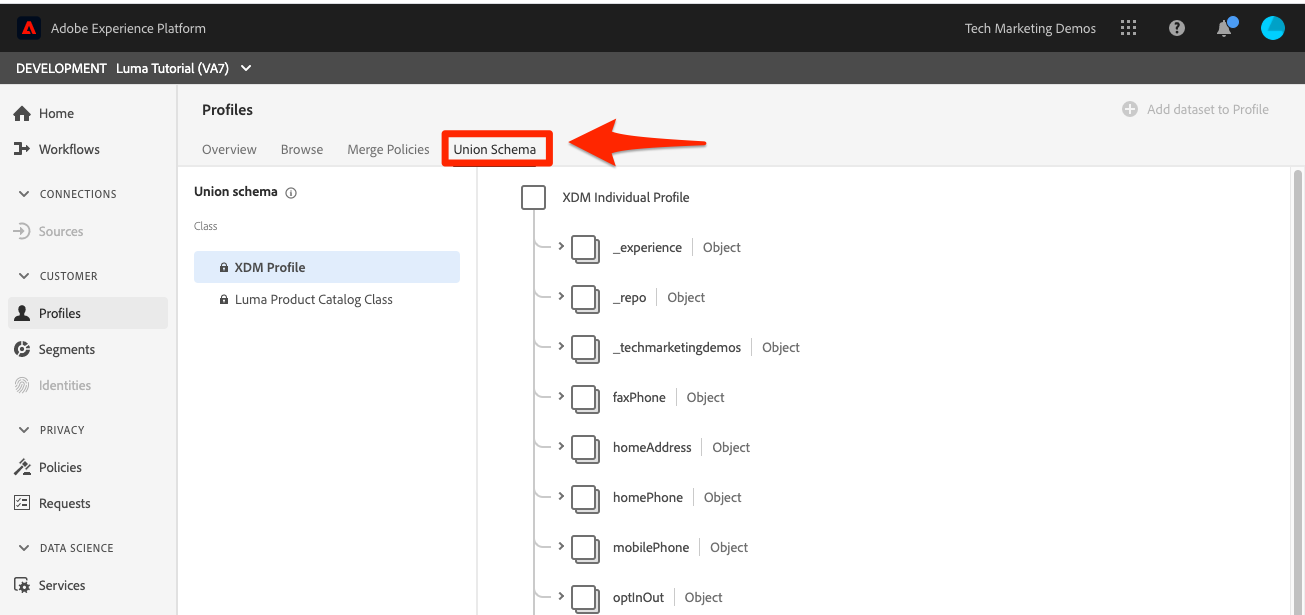 Adobe Experience Platform
Tech Marketing Demos
DEVELOPMENT Luma Tutorial (VA7)
Home
Workflows
CONNECTIONS
Sources
CUSTOMER
Profiles
Segments
Identities
PRIVACY
Policies
Requests
DATA SCIENCE
Services
Profiles
Add dataset to Profile
Overview Browse Merge Policies Union Schema
Union schema
Class
XDM Profile
Luma Product Catalog Class
XDM Individual Profile
_experience Object
_repo Object
_techmarketingdemos Object
faxPhone Object
homeAddress Object
homePhone Object
mobilePhone Object
optInOut Object